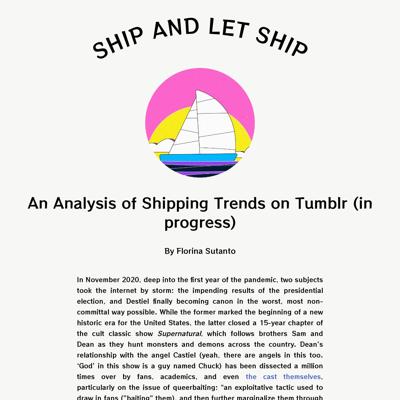 SHIP AND LET SHIP
An Analysis of Shipping Trends on Tumblr (in
progress)
By Florina Sutanto
In November 2020, deep into the first year of the pandemic, two subjects
took the internet by storm: the impending results of the presidential
election, and Destiel finally becoming canon in the worst, most non-
committal way possible. While the former marked the beginning of a new
historic era for the United States, the latter closed a 15-year chapter of
the cult classic show Supernatural, which follows brothers Sam and
Dean as they hunt monsters and demons across the country. Dean's
relationship with the angel Castiel (yeah, there are angels in this too.
'God' in this show is a guy named Chuck) has been dissected a million
times over by fans, academics, and even the cast themselves,
particularly on the issue of queerbaiting: "an exploitative tactic used to
draw in fans ("baiting" them), and then further marginalize them through